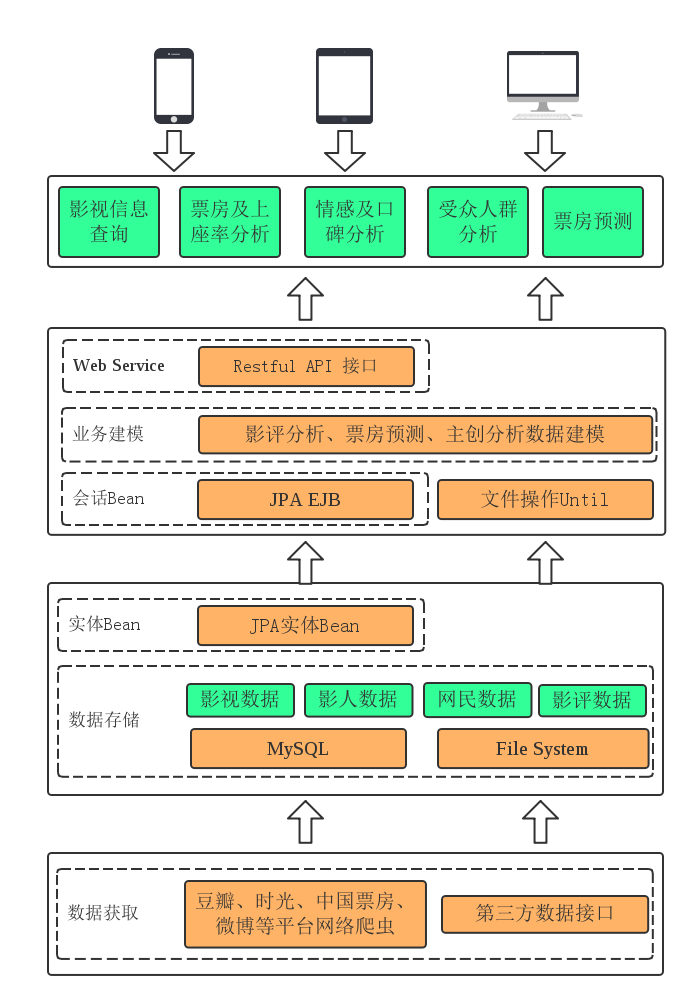 影视信息
查询
票房及上
座率分析
情感及口
碑分析
受众人群
分析
票房预测
Web Service
Restful API 接口
业务建模
影评分析、票房预测、主创分析数据建模
会话Bean
JPA EJB
文件操作Until
实体Bean
JPA实体Bean
数据存储
影视数据
影人数据
网民数据
影评数据
MySQL
File System
数据获取
豆瓣、时光、中国票房、
微博等平台网络爬虫
第三方数据接口